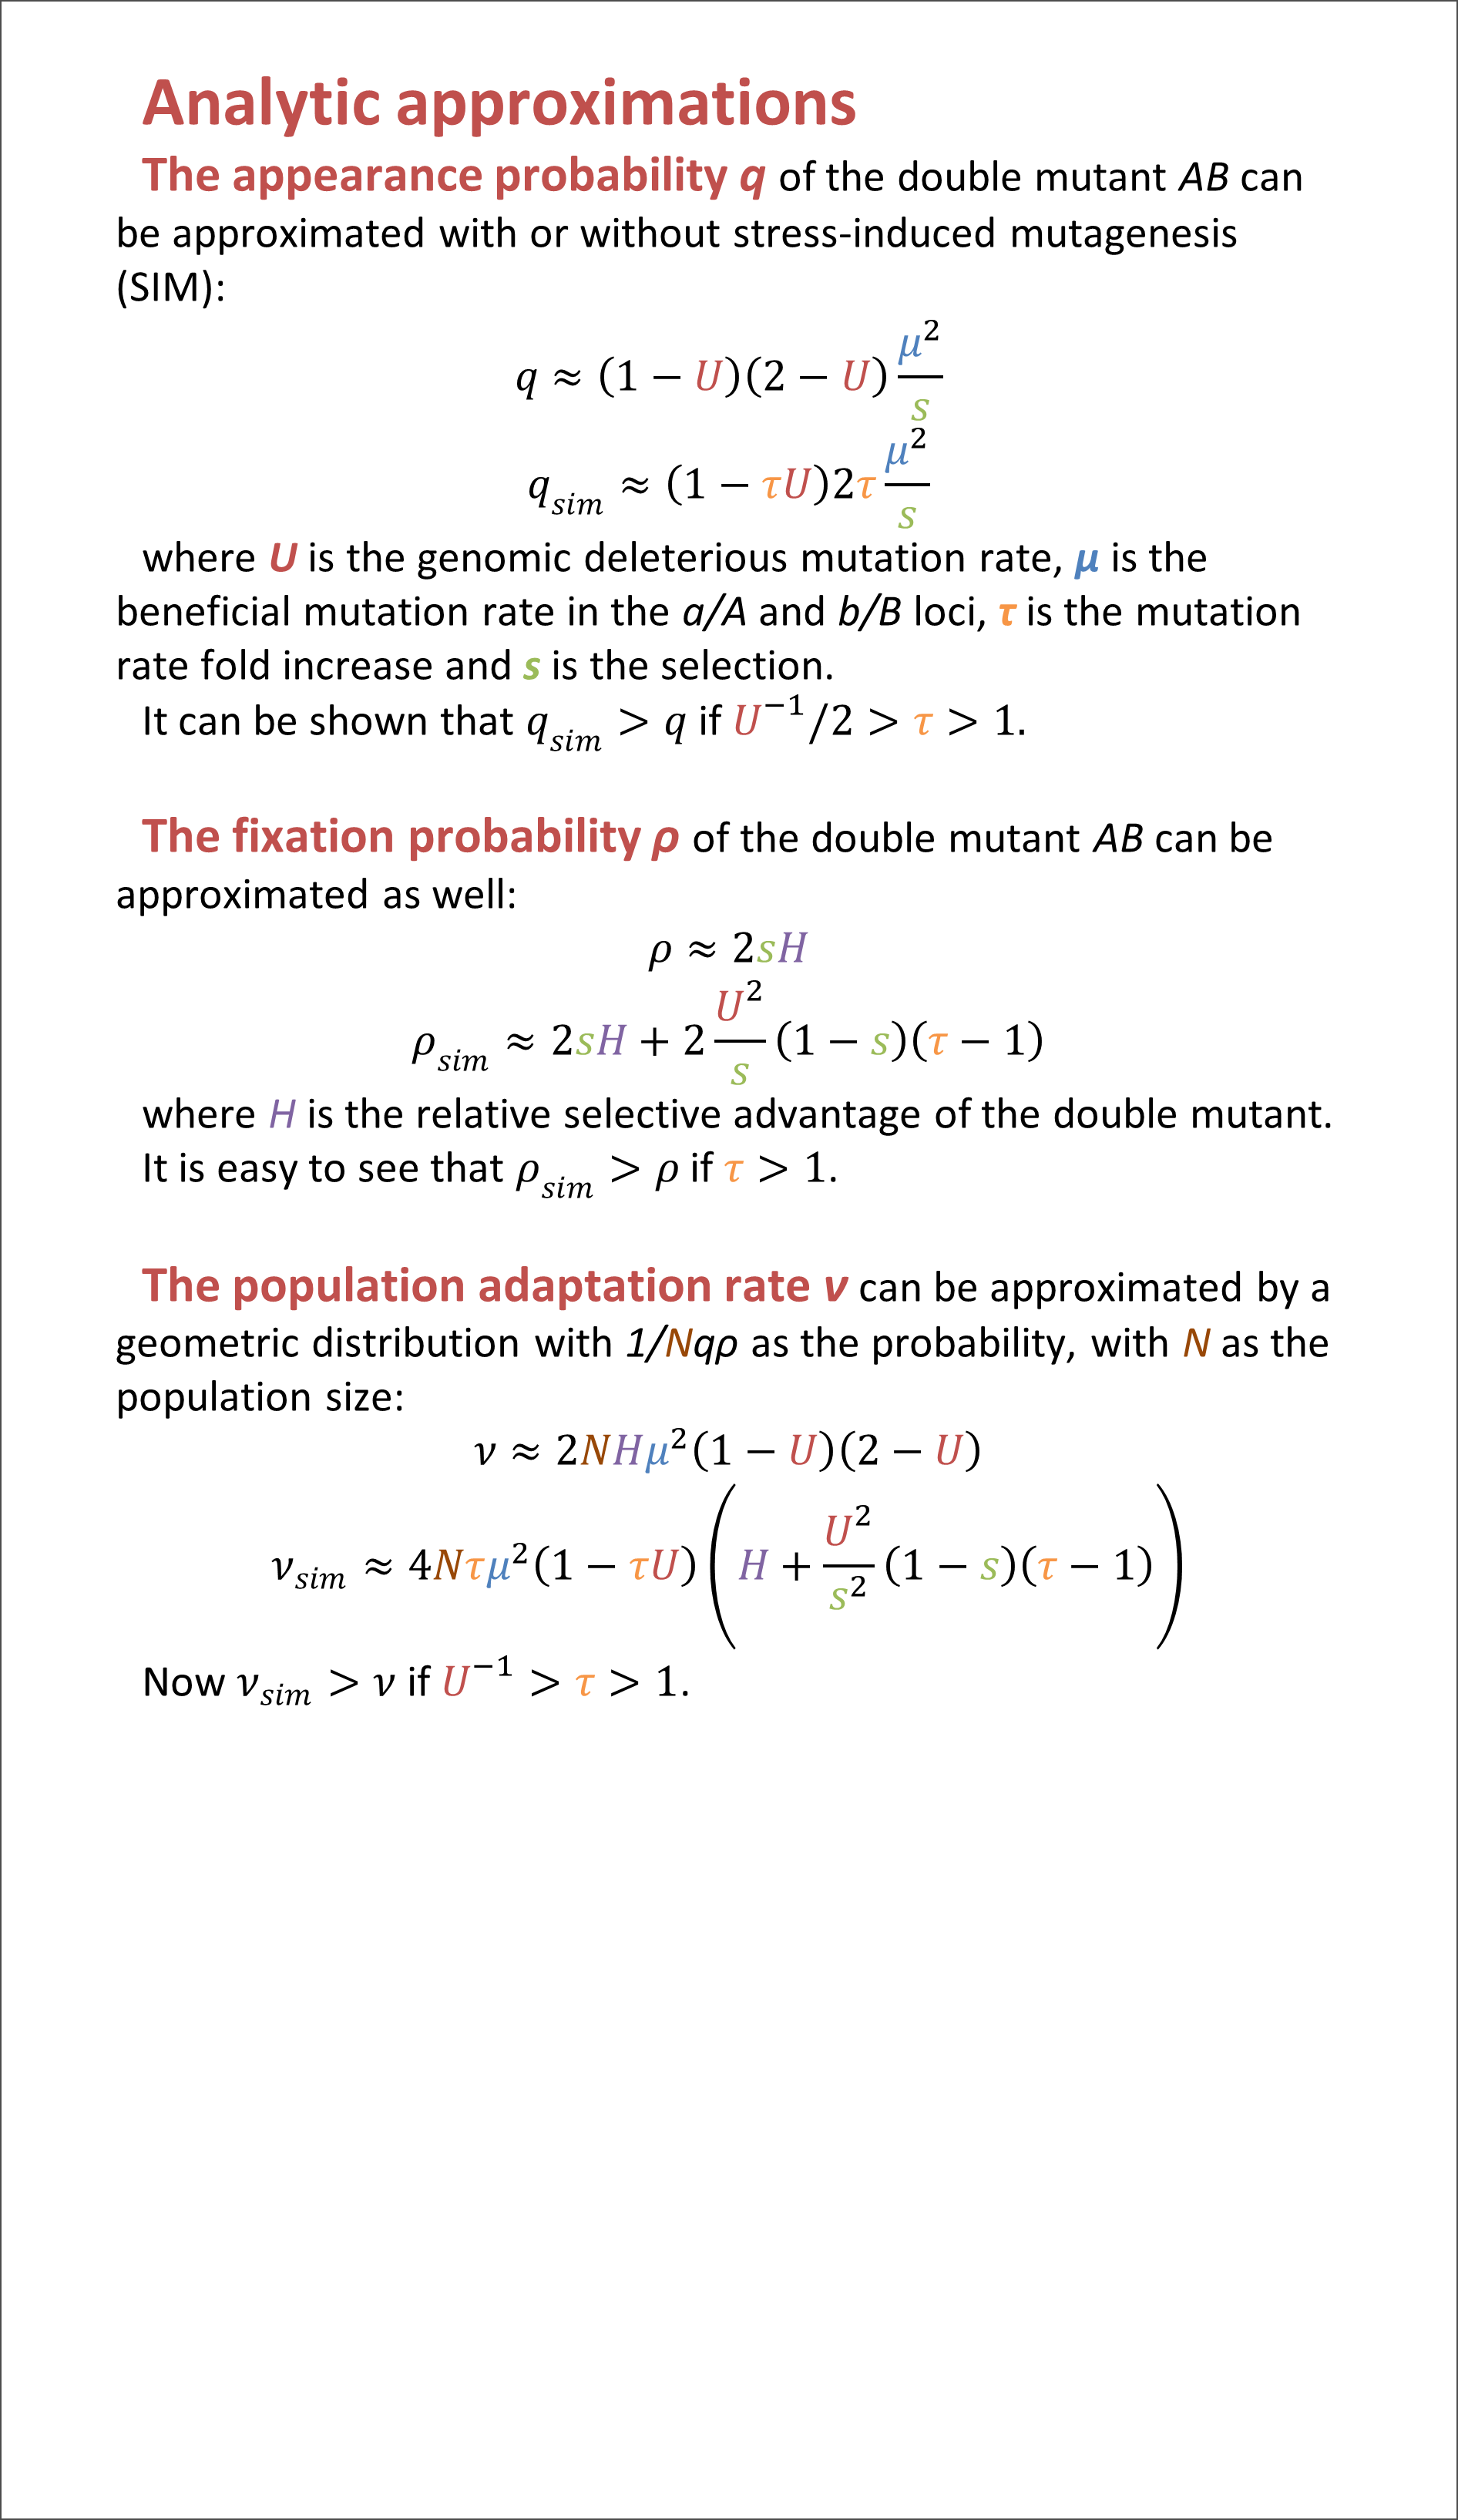 Analytic approximations
The appearance probability q of the double mutant AB can
be approximated with or without stress-induced mutagenesis
(SIM):
q ≈ (1 − U)(2 − U) μ²/s
q_sim ≈ (1 − τU)2τ μ²/s
where U is the genomic deleterious mutation rate, μ is the
beneficial mutation rate in the a/A and b/B loci, τ is the mutation
rate fold increase and s is the selection.
It can be shown that q_sim > q if U⁻¹/2 > τ > 1.
The fixation probability ρ of the double mutant AB can be
approximated as well:
ρ ≈ 2sH
ρ_sim ≈ 2sH + 2 U²/s (1 − s)(τ − 1)
where H is the relative selective advantage of the double mutant.
It is easy to see that ρ_sim > ρ if τ > 1.
The population adaptation rate ν can be approximated by a
geometric distribution with 1/Nqρ as the probability, with N as the
population size:
ν ≈ 2NHμ²(1 − U)(2 − U)
ν_sim ≈ 4Nτμ²(1 − τU)(H + U²/s² (1 − s)(τ − 1))
Now ν_sim > ν if U⁻¹ > τ > 1.